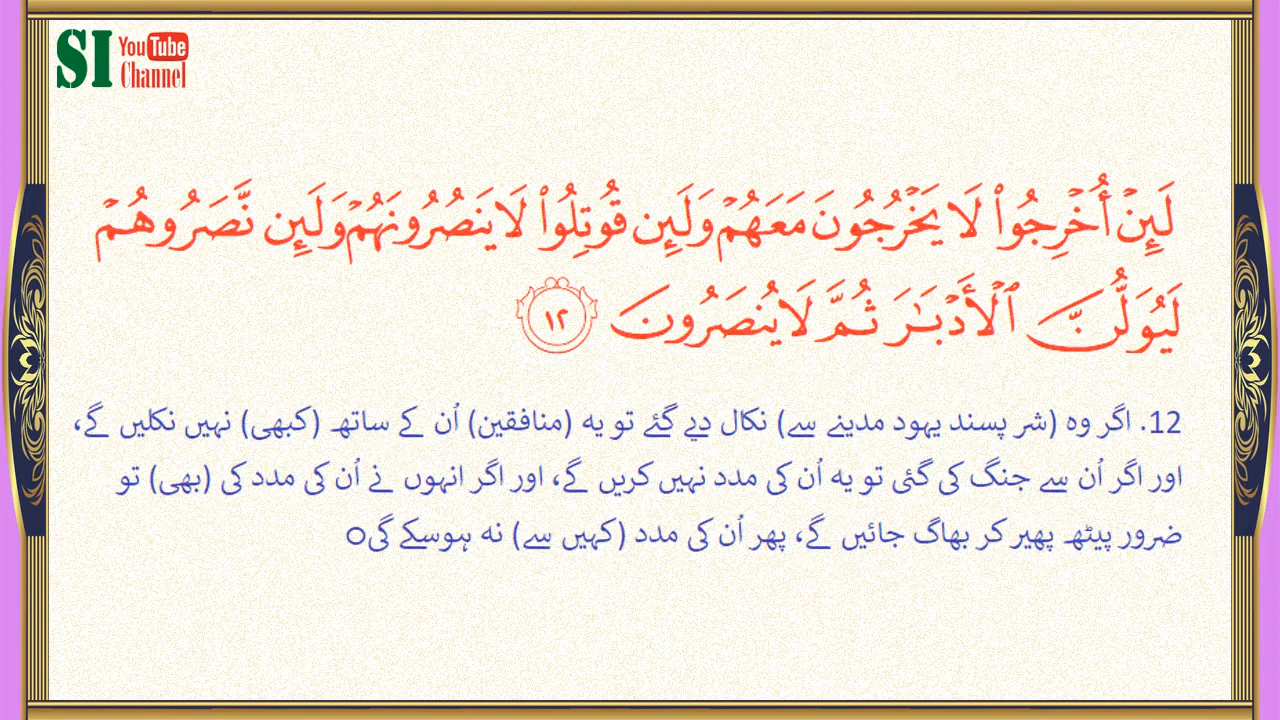 SI YouTube Channel
لَئِنْ أُخْرِجُوا۟ لَا يَخْرُجُونَ مَعَهُمْ وَلَئِن قُوتِلُوا۟ لَا يَنصُرُونَهُمْ وَلَئِن نَّصَرُوهُمْ
لَيُوَلُّنَّ ٱلْأَدْبَـٰرَ ثُمَّ لَا يُنصَرُونَ ١٢
12. اگر وہ (شر پسند یہود مدینے سے) نکال دیے گئے تو یہ (منافقین) اُن کے ساتھ (کبھی) نہیں نکلیں گے،
اور اگر اُن سے جنگ کی گئی تو یہ اُن کی مدد نہیں کریں گے، اور اگر انہوں نے اُن کی مدد کی (بھی) تو
ضرور پیٹھ پھیر کر بھاگ جائیں گے، پھر اُن کی مدد (کہیں سے) نہ ہوسکے گیo